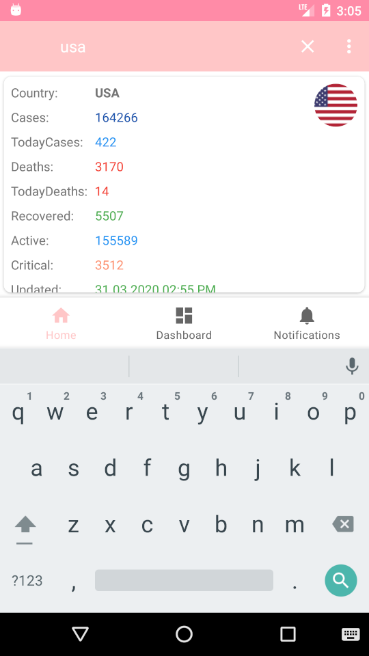 LTE 3:05
usa
Country: USA
Cases: 164266
TodayCases: 422
Deaths: 3170
TodayDeaths: 14
Recovered: 5507
Active: 155589
Critical: 3512
Updated: 31.03.2020 02:55 PM
Home Dashboard Notifications
1 2 3 4 5 6 7 8 9 0
q w e r t y u i o p
a s d f g h j k l
z x c v b n m
?123 , .